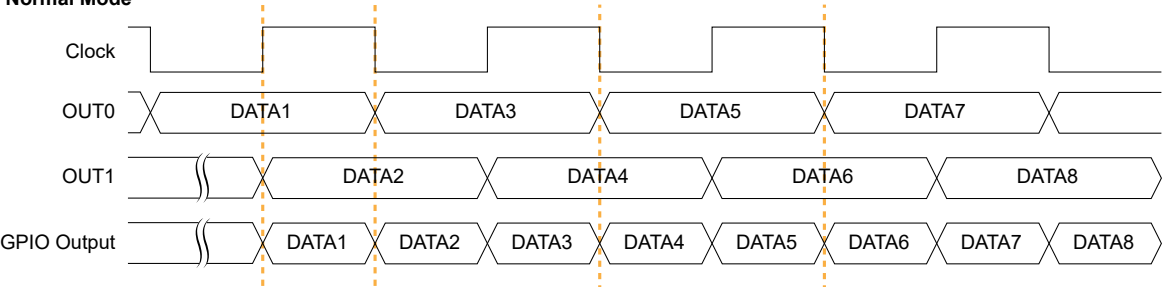 Normal Mode
Clock
OUT0 DATA1 DATA3 DATA5 DATA7
OUT1 DATA2 DATA4 DATA6 DATA8
GPIO Output DATA1 DATA2 DATA3 DATA4 DATA5 DATA6 DATA7 DATA8